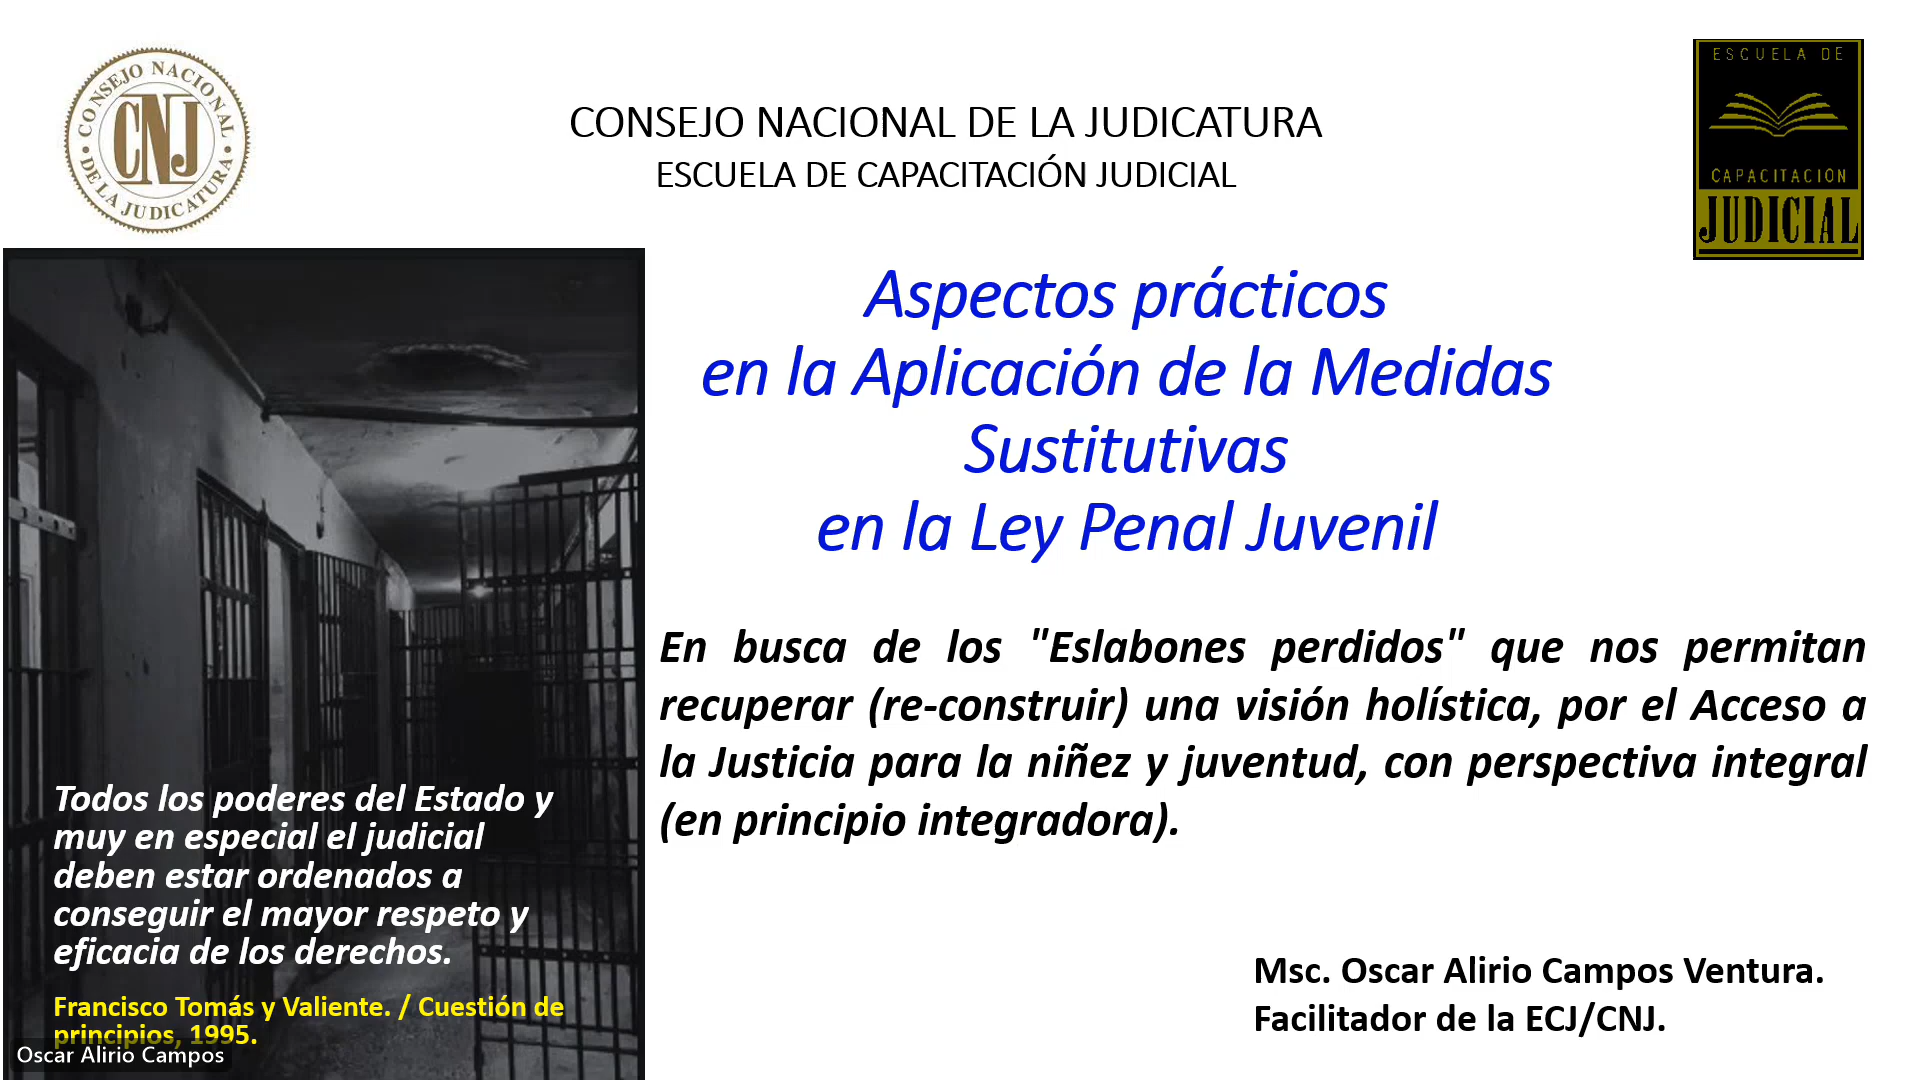 CONSEJO NACIONAL
DE LA JUDICATURA
CNJ
CONSEJO NACIONAL DE LA JUDICATURA
ESCUELA DE CAPACITACIÓN JUDICIAL
ESCUELA DE
CAPACITACION
JUDICIAL
Aspectos prácticos
en la Aplicación de la Medidas
Sustitutivas
en la Ley Penal Juvenil
En busca de los "Eslabones perdidos" que nos permitan
recuperar (re-construir) una visión holística, por el Acceso a
la Justicia para la niñez y juventud, con perspectiva integral
(en principio integradora).
Todos los poderes del Estado y
muy en especial el judicial
deben estar ordenados a
conseguir el mayor respeto y
eficacia de los derechos.
Francisco Tomás y Valiente. / Cuestión de
principios, 1995.
Oscar Alirio Campos
Msc. Oscar Alirio Campos Ventura.
Facilitador de la ECJ/CNJ.